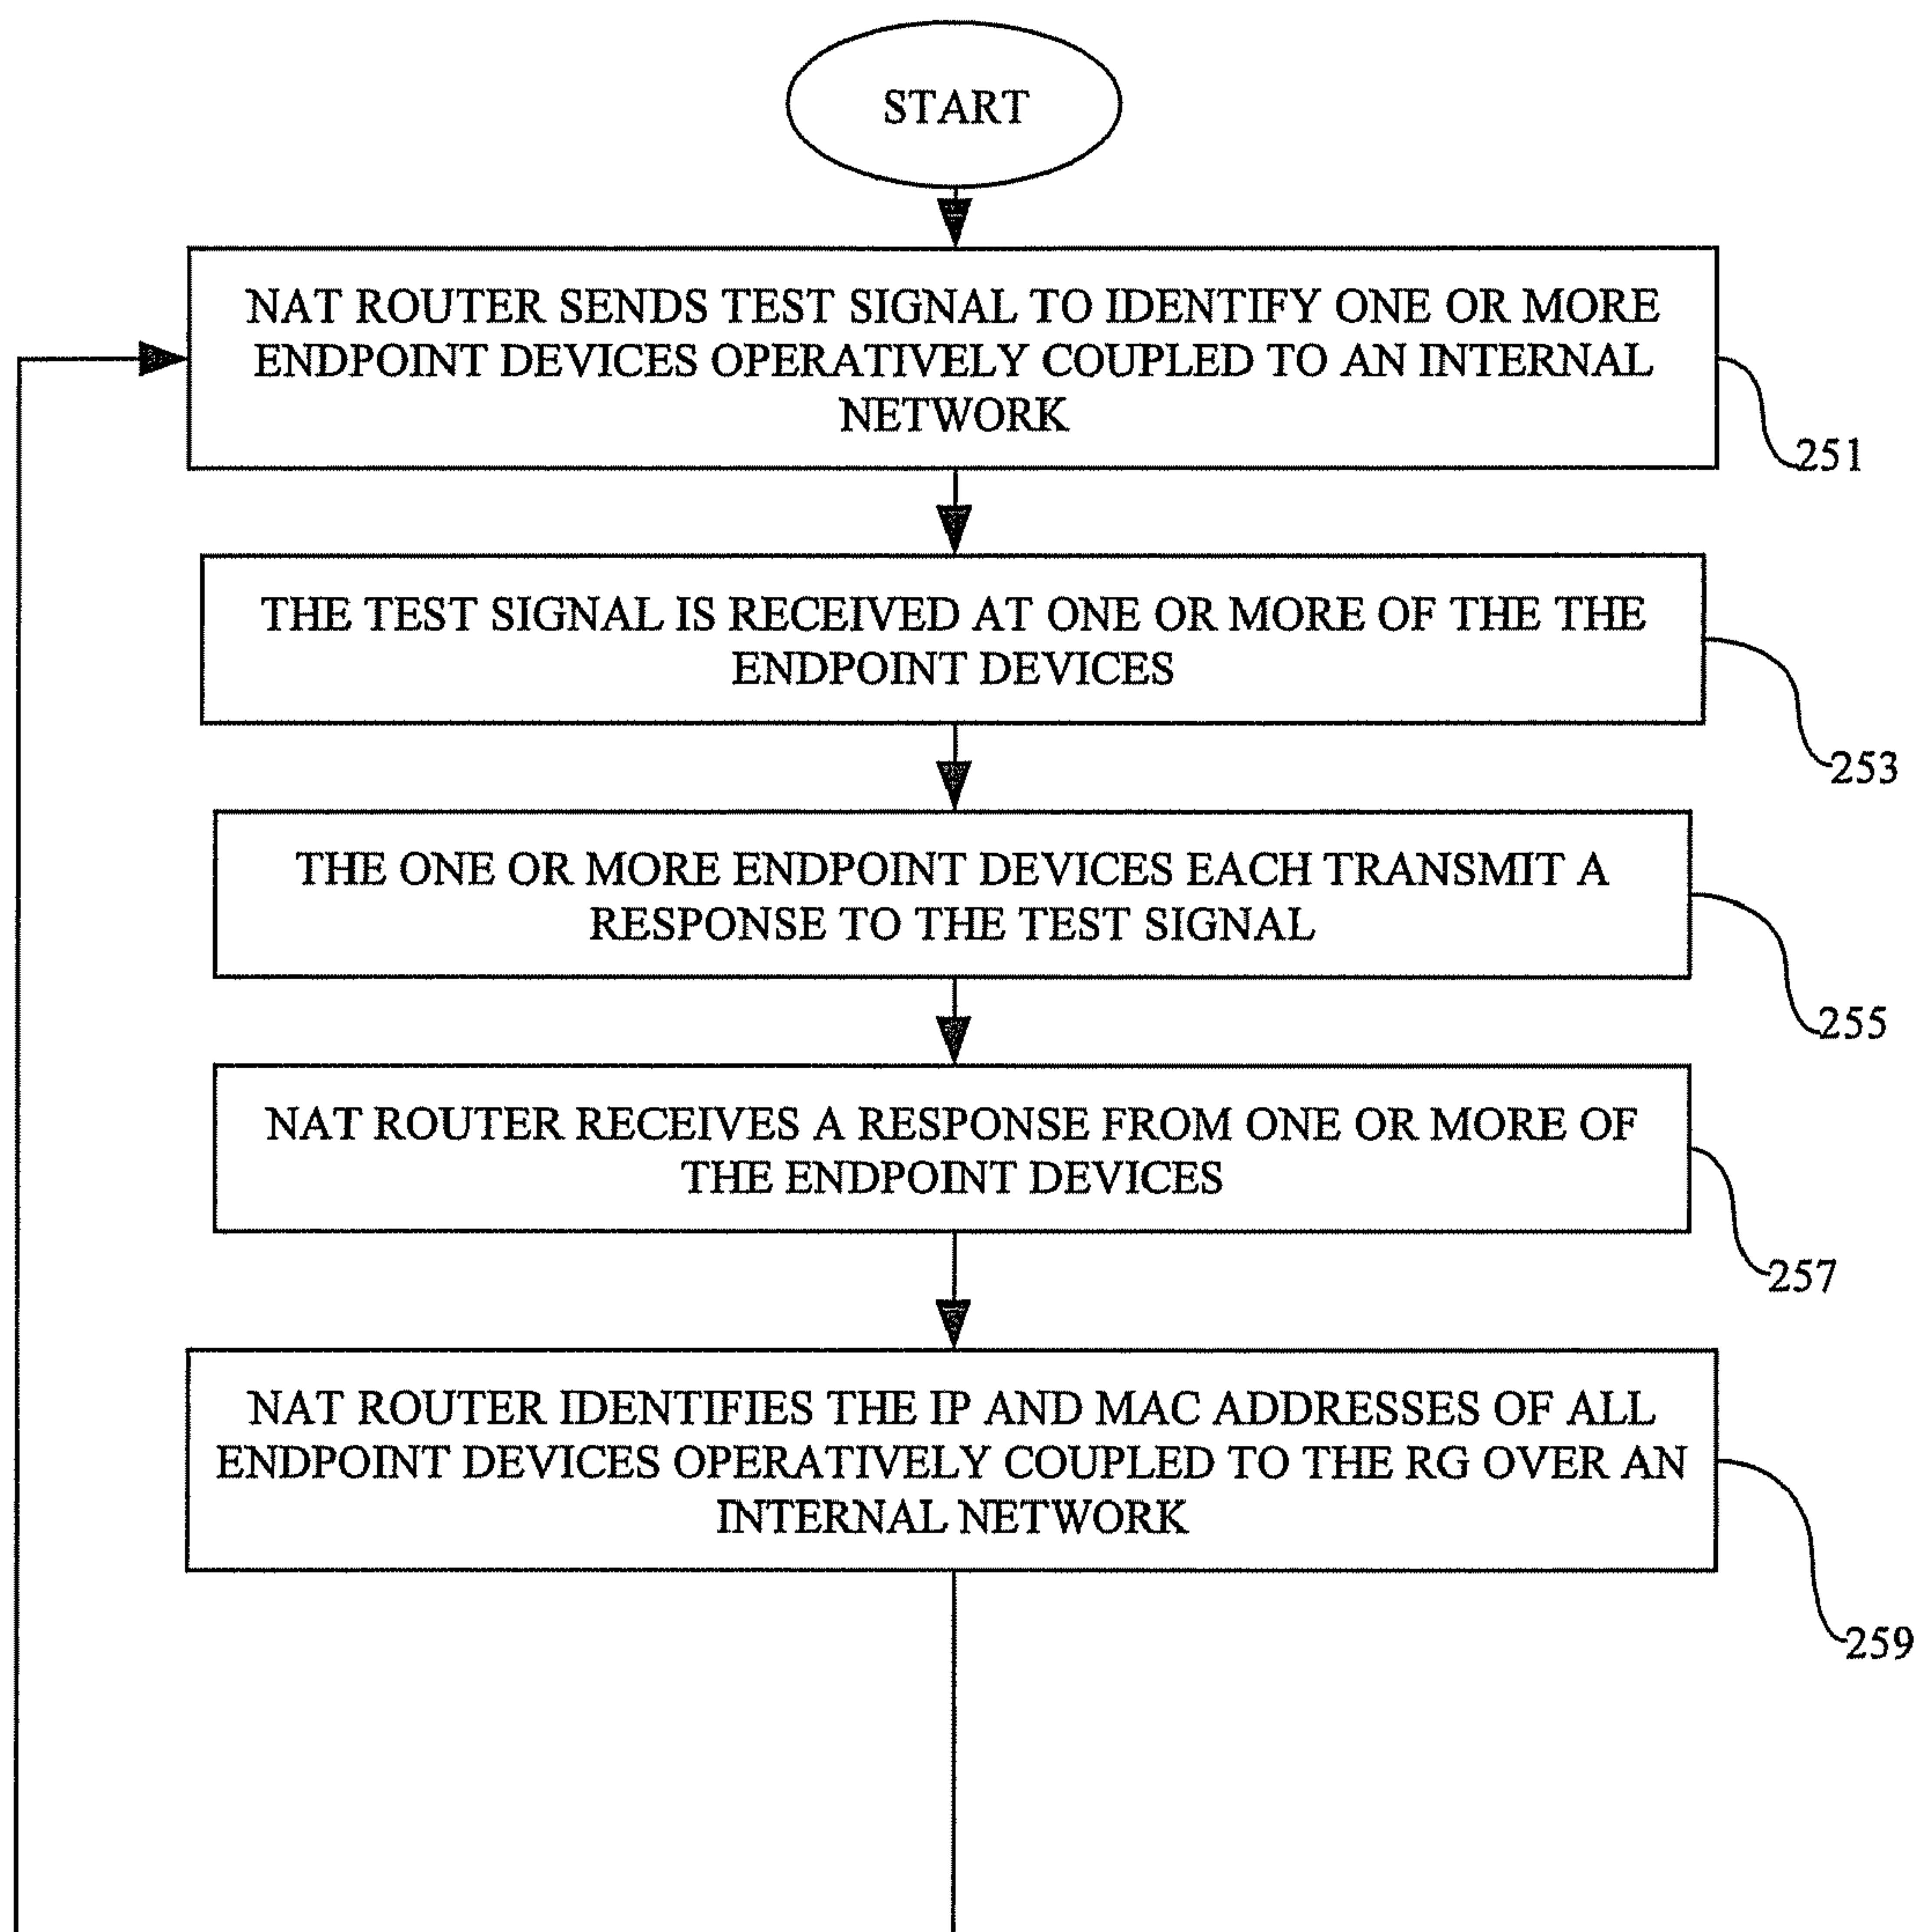 START
NAT ROUTER SENDS TEST SIGNAL TO IDENTIFY ONE OR MORE
ENDPOINT DEVICES OPERATIVELY COUPLED TO AN INTERNAL
NETWORK
251
THE TEST SIGNAL IS RECEIVED AT ONE OR MORE OF THE THE
ENDPOINT DEVICES
253
THE ONE OR MORE ENDPOINT DEVICES EACH TRANSMIT A
RESPONSE TO THE TEST SIGNAL
255
NAT ROUTER RECEIVES A RESPONSE FROM ONE OR MORE OF
THE ENDPOINT DEVICES
257
NAT ROUTER IDENTIFIES THE IP AND MAC ADDRESSES OF ALL
ENDPOINT DEVICES OPERATIVELY COUPLED TO THE RG OVER AN
INTERNAL NETWORK
259